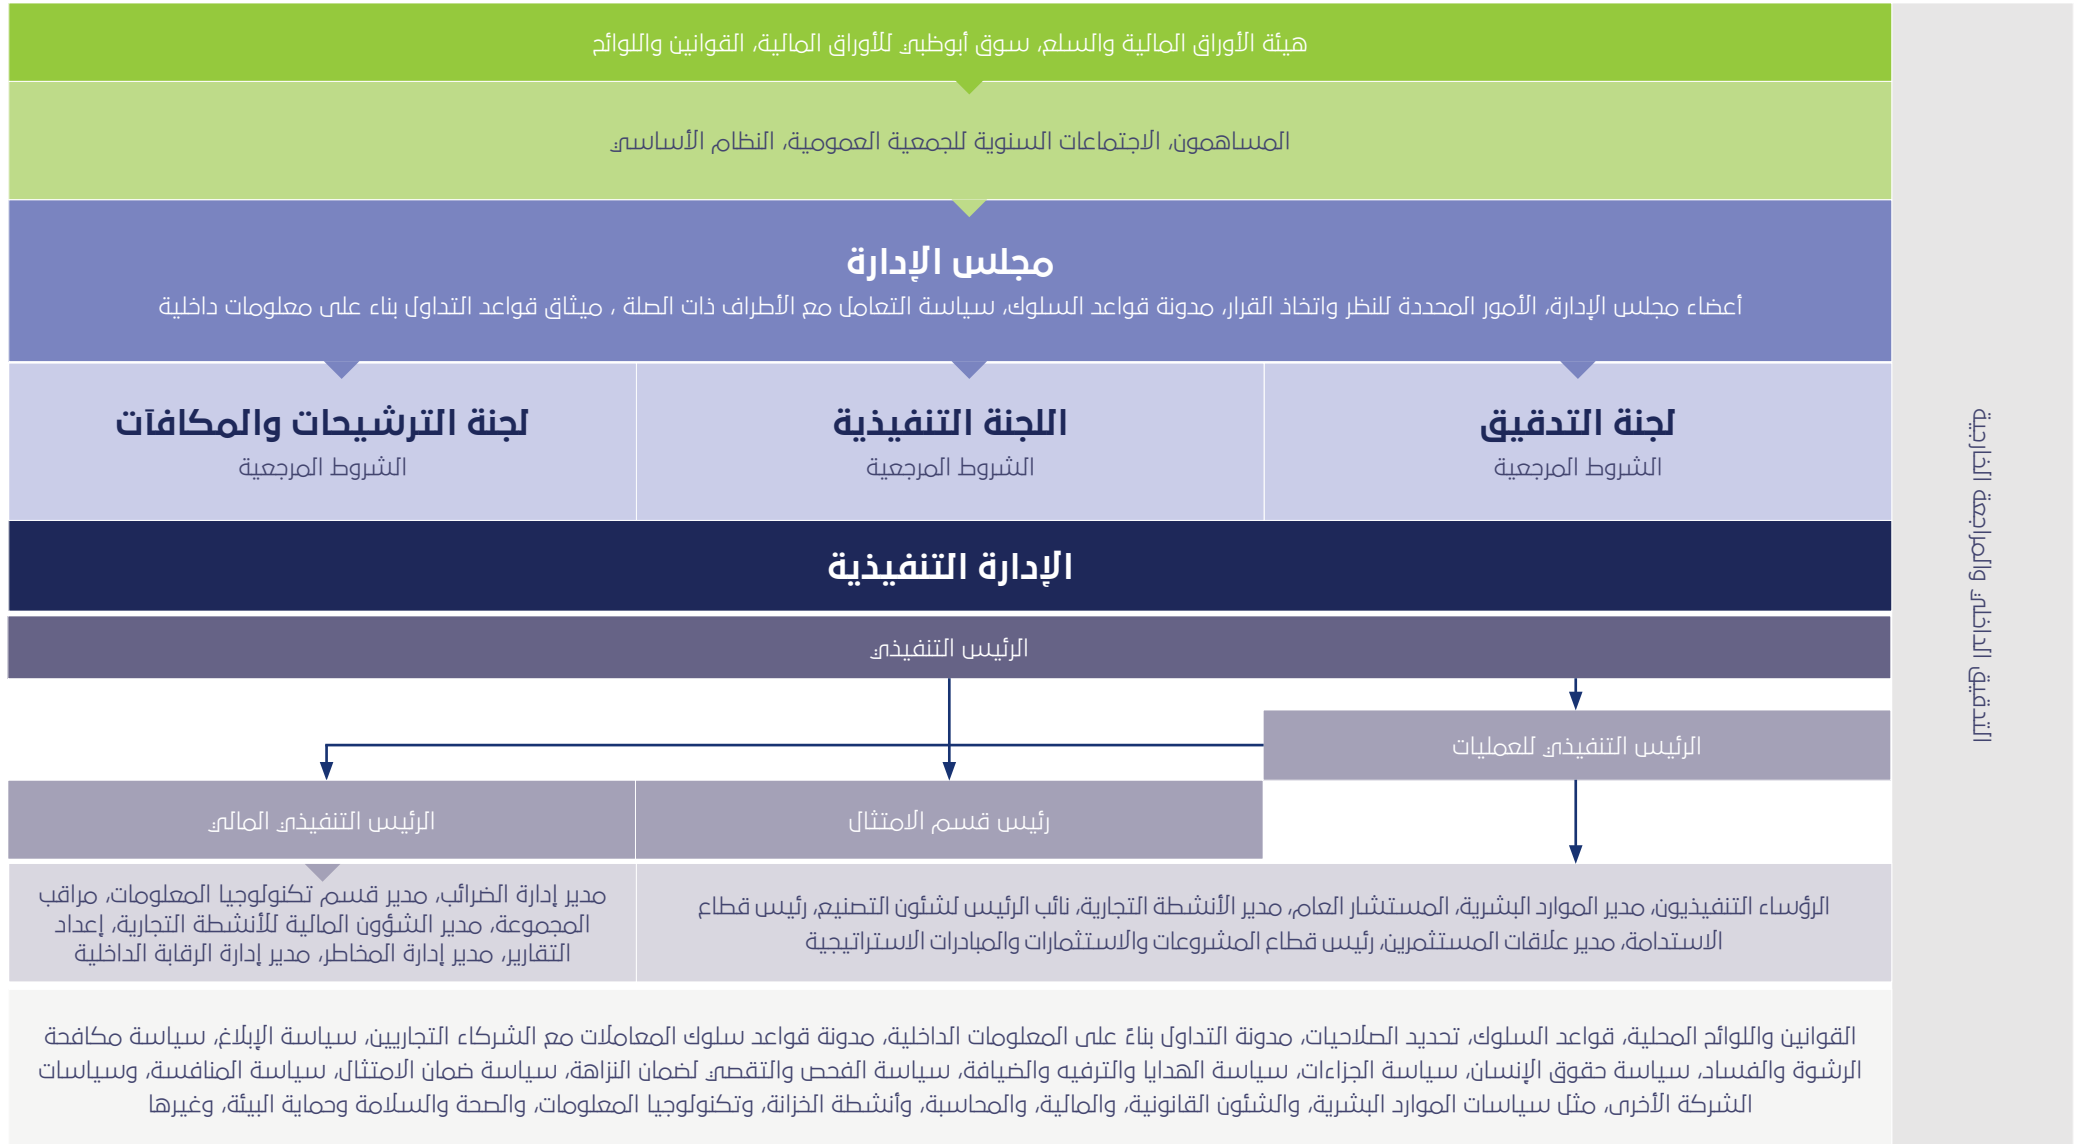 هيئة الأوراق المالية والسلع، سوق أبوظبي للأوراق المالية، القوانين واللوائح
المساهمون، الاجتماعات السنوية للجمعية العمومية، النظام الأساسي
مجلس الإدارة
أعضاء مجلس الإدارة، الأمور المحددة للنظر واتخاذ القرار، مدونة قواعد السلوك، سياسة التعامل مع الأطراف ذات الصلة ، ميثاق قواعد التداول بناء على معلومات داخلية
لجنة التدقيق
الشروط المرجعية
اللجنة التنفيذية
الشروط المرجعية
لجنة الترشيحات والمكافآت
الشروط المرجعية
الإدارة التنفيذية
الرئيس التنفيذي
الرئيس التنفيذي للعمليات
رئيس قسم الامتثال
الرئيس التنفيذي المالي
الرؤساء التنفيذيون، مدير الموارد البشرية، المستشار العام، مدير الأنشطة التجارية، نائب الرئيس لشئون التصنيع، رئيس قطاع
الاستدامة، مدير علاقات المستثمرين، رئيس قطاع المشروعات والاستثمارات والمبادرات الاستراتيجية
مدير إدارة الضرائب، مدير قسم تكنولوجيا المعلومات، مراقب
المجموعة، مدير الشؤون المالية للأنشطة التجارية، إعداد
التقارير، مدير إدارة المخاطر، مدير إدارة الرقابة الداخلية
القوانين واللوائح المحلية، قواعد السلوك، تحديد الصلاحيات، مدونة التداول بناءً على المعلومات الداخلية، مدونة قواعد سلوك المعاملات مع الشركاء التجاريين، سياسة الإبلاغ، سياسة مكافحة
الرشوة والفساد، سياسة حقوق الإنسان، سياسة الجزاءات، سياسة الهدايا والترفيه والضيافة، سياسة الفحص والتقصي لضمان النزاهة، سياسة ضمان الامتثال، سياسة المنافسة، وسياسات
الشركة الأخرى، مثل سياسات الموارد البشرية، والشئون القانونية، والمالية، والمحاسبة، وأنشطة الخزانة، وتكنولوجيا المعلومات، والصحة والسلامة وحماية البيئة، وغيرها
التدقيق الداخلي والمراجعة الخارجية